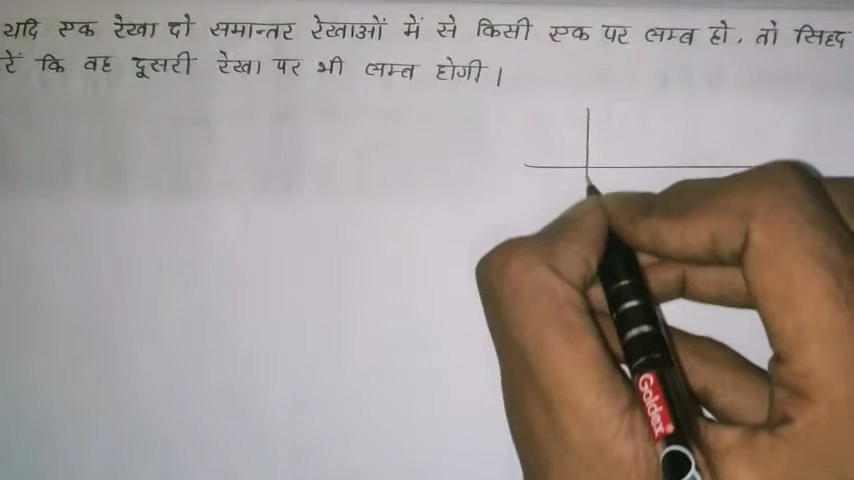 यदि एक रेखा दो समान्तर रेखाओं में से किसी एक पर लम्ब हो, तो सिद्ध
रें कि वह दूसरी रेखा पर भी लम्ब होगी।
Goldex